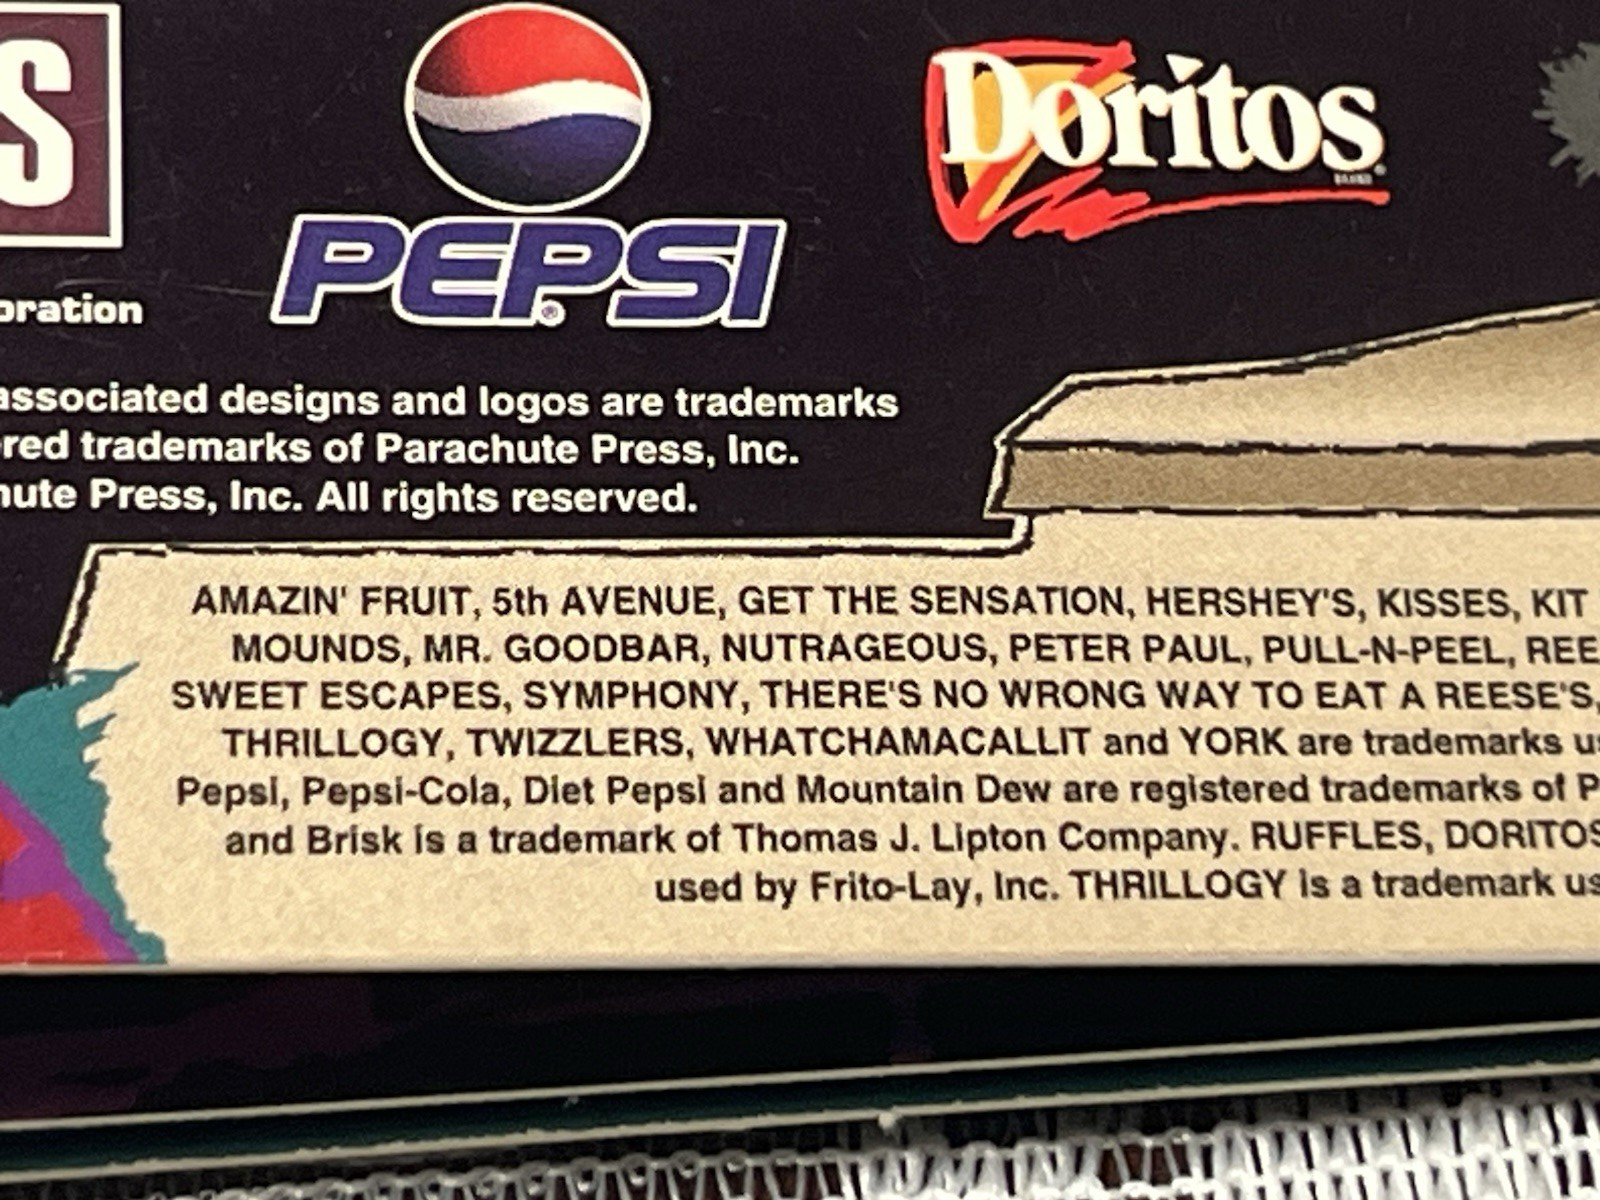 S
PEPSI
Doritos
oration
associated designs and logos are trademarks
red trademarks of Parachute Press, Inc.
ute Press, Inc. All rights reserved.
AMAZIN' FRUIT, 5th AVENUE, GET THE SENSATION, HERSHEY'S, KISSES, KIT
MOUNDS, MR. GOODBAR, NUTRAGEOUS, PETER PAUL, PULL-N-PEEL, REE
SWEET ESCAPES, SYMPHONY, THERE'S NO WRONG WAY TO EAT A REESE'S,
THRILLOGY, TWIZZLERS, WHATCHAMACALLIT and YORK are trademarks us
Pepsi, Pepsi-Cola, Diet Pepsi and Mountain Dew are registered trademarks of P
and Brisk is a trademark of Thomas J. Lipton Company. RUFFLES, DORITOS
used by Frito-Lay, Inc. THRILLOGY is a trademark us